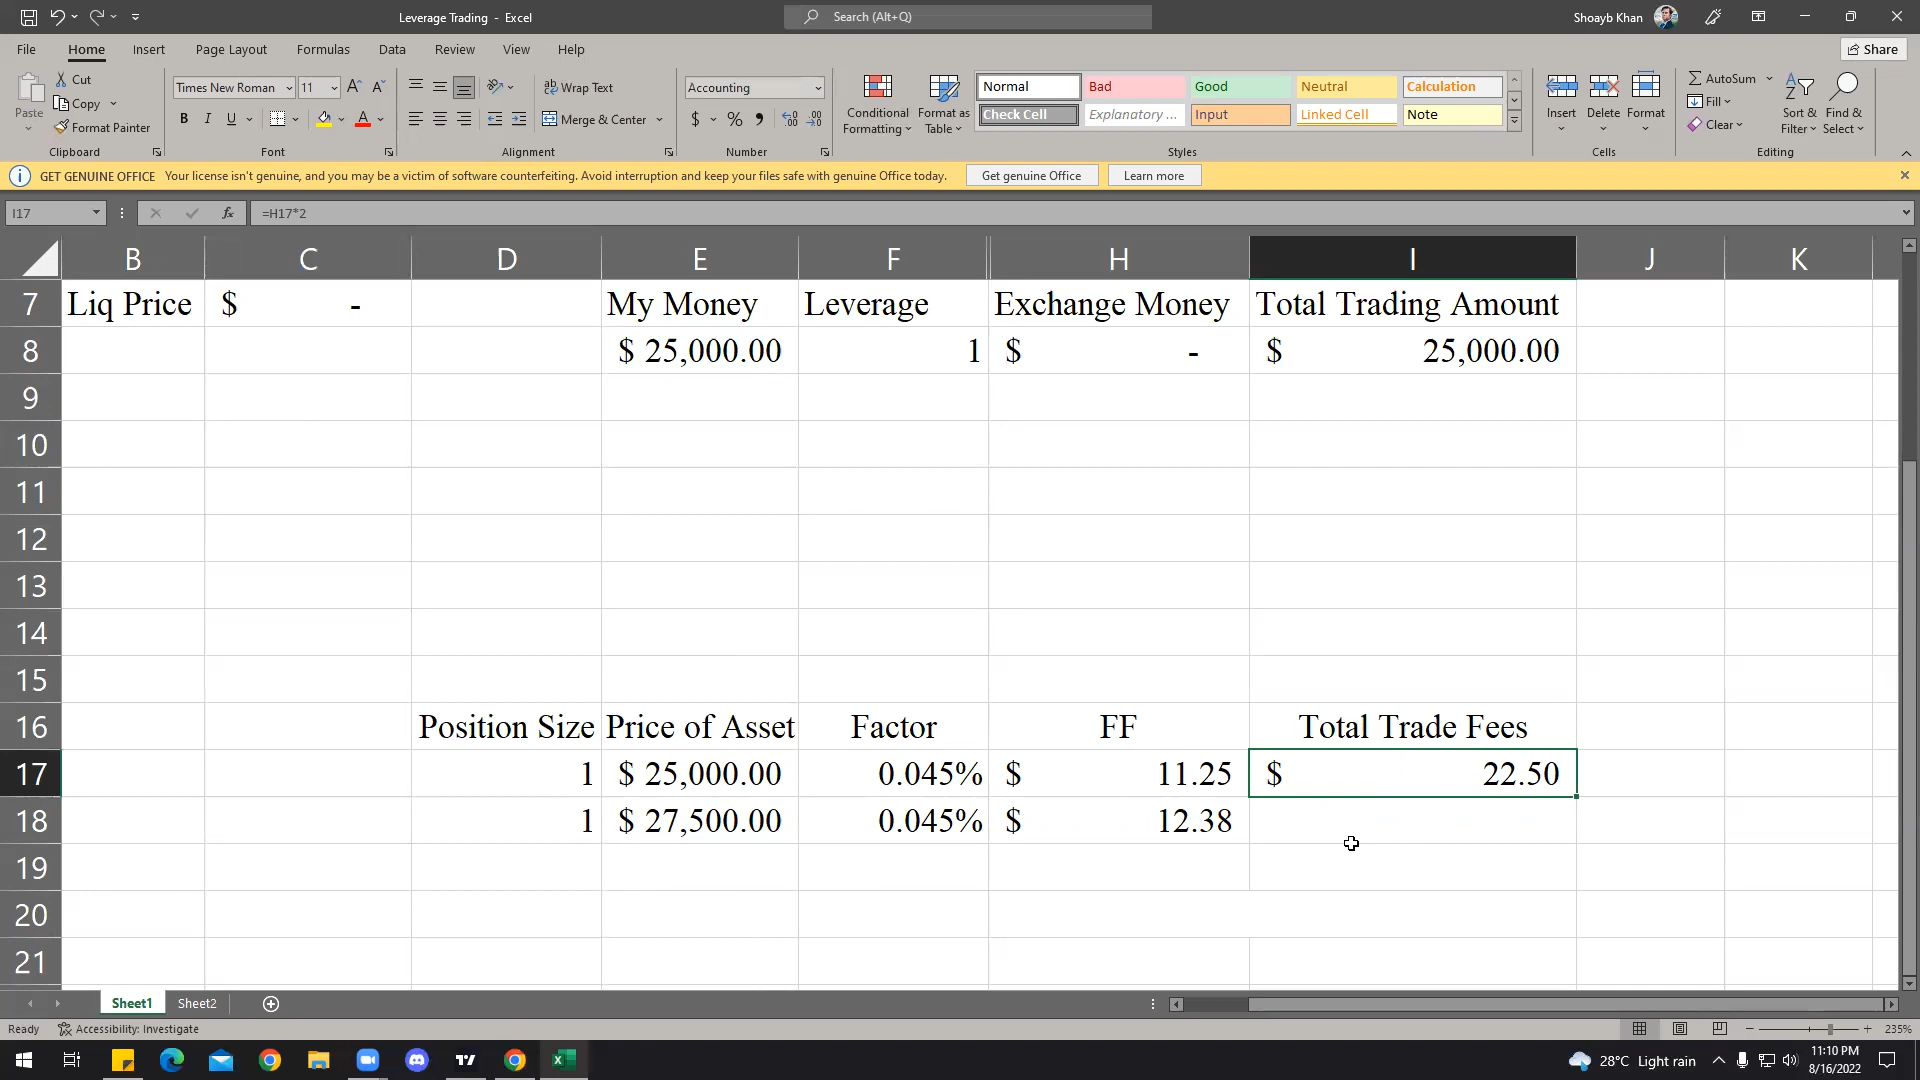 Leverage Trading - Excel
Search (Alt+Q)
Shoayb Khan
File Home Insert Page Layout Formulas Data Review View Help
Share
Paste
Cut
Copy
Format Painter
Clipboard
Times New Roman 11
B I U
Font
Wrap Text
Merge & Center
Alignment
Accounting
$ % ,
Number
Conditional Formatting
Format as Table
Normal Bad Good Neutral Calculation
Check Cell Explanatory ... Input Linked Cell Note
Styles
Insert Delete Format
Cells
AutoSum
Fill
Clear
Sort & Filter
Find & Select
Editing
GET GENUINE OFFICE Your license isn't genuine, and you may be a victim of software counterfeiting. Avoid interruption and keep your files safe with genuine Office today.
Get genuine Office
Learn more
I17
fx
=H17*2
B C D E F H I J K
7 Liq Price $ - My Money Leverage Exchange Money Total Trading Amount
8 $ 25,000.00 1 $ - $ 25,000.00
9
10
11
12
13
14
15
16 Position Size Price of Asset Factor FF Total Trade Fees
17 1 $ 25,000.00 0.045% $ 11.25 $ 22.50
18 1 $ 27,500.00 0.045% $ 12.38
19
20
21
Sheet1 Sheet2
Ready Accessibility: Investigate
235%
28°C Light rain
11:10 PM
8/16/2022